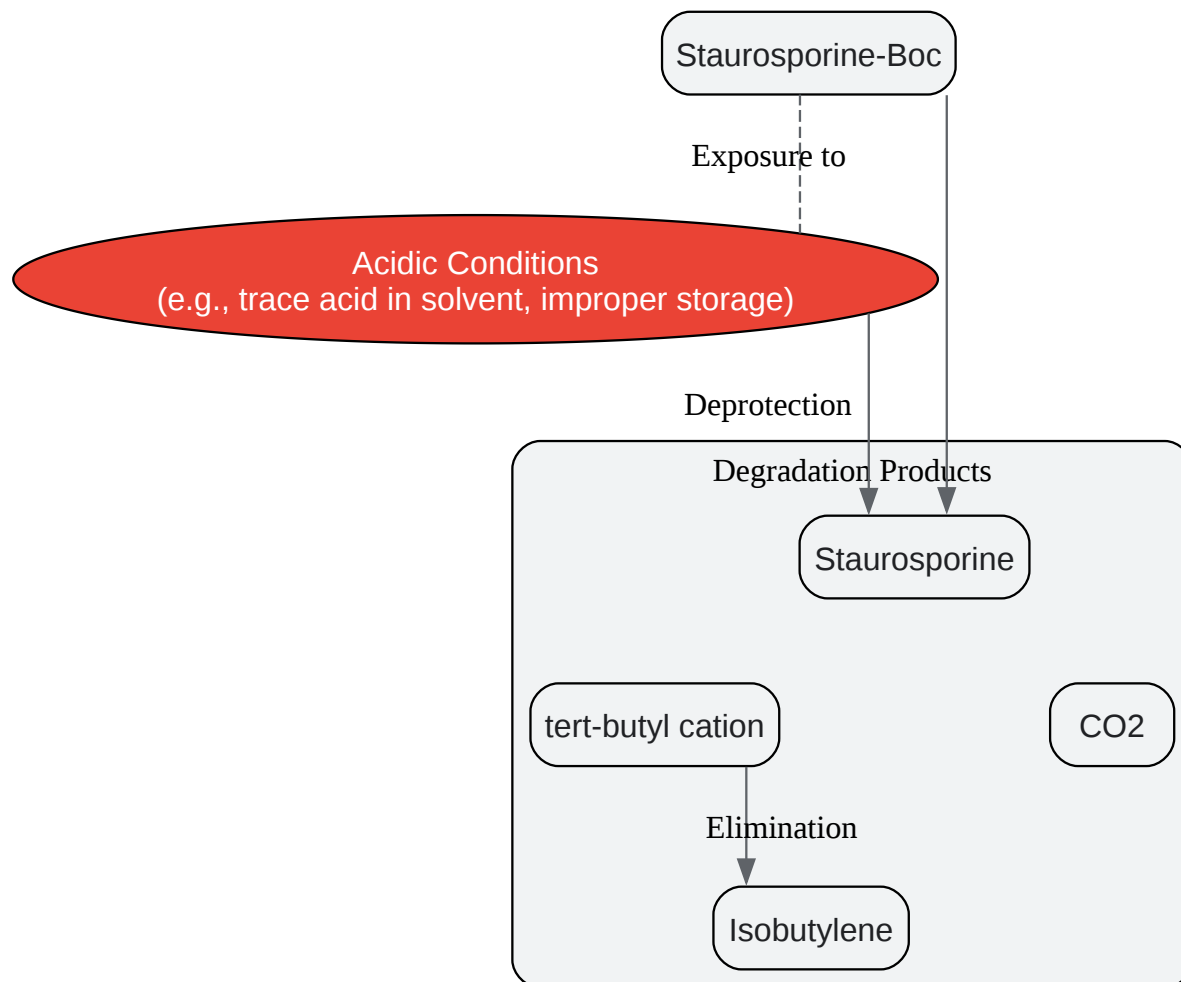 Staurosporine-Boc
Exposure to
Acidic Conditions
(e.g., trace acid in solvent, improper storage)
Deprotection
Degradation Products
Staurosporine
tert-butyl cation
CO2
Elimination
Isobutylene